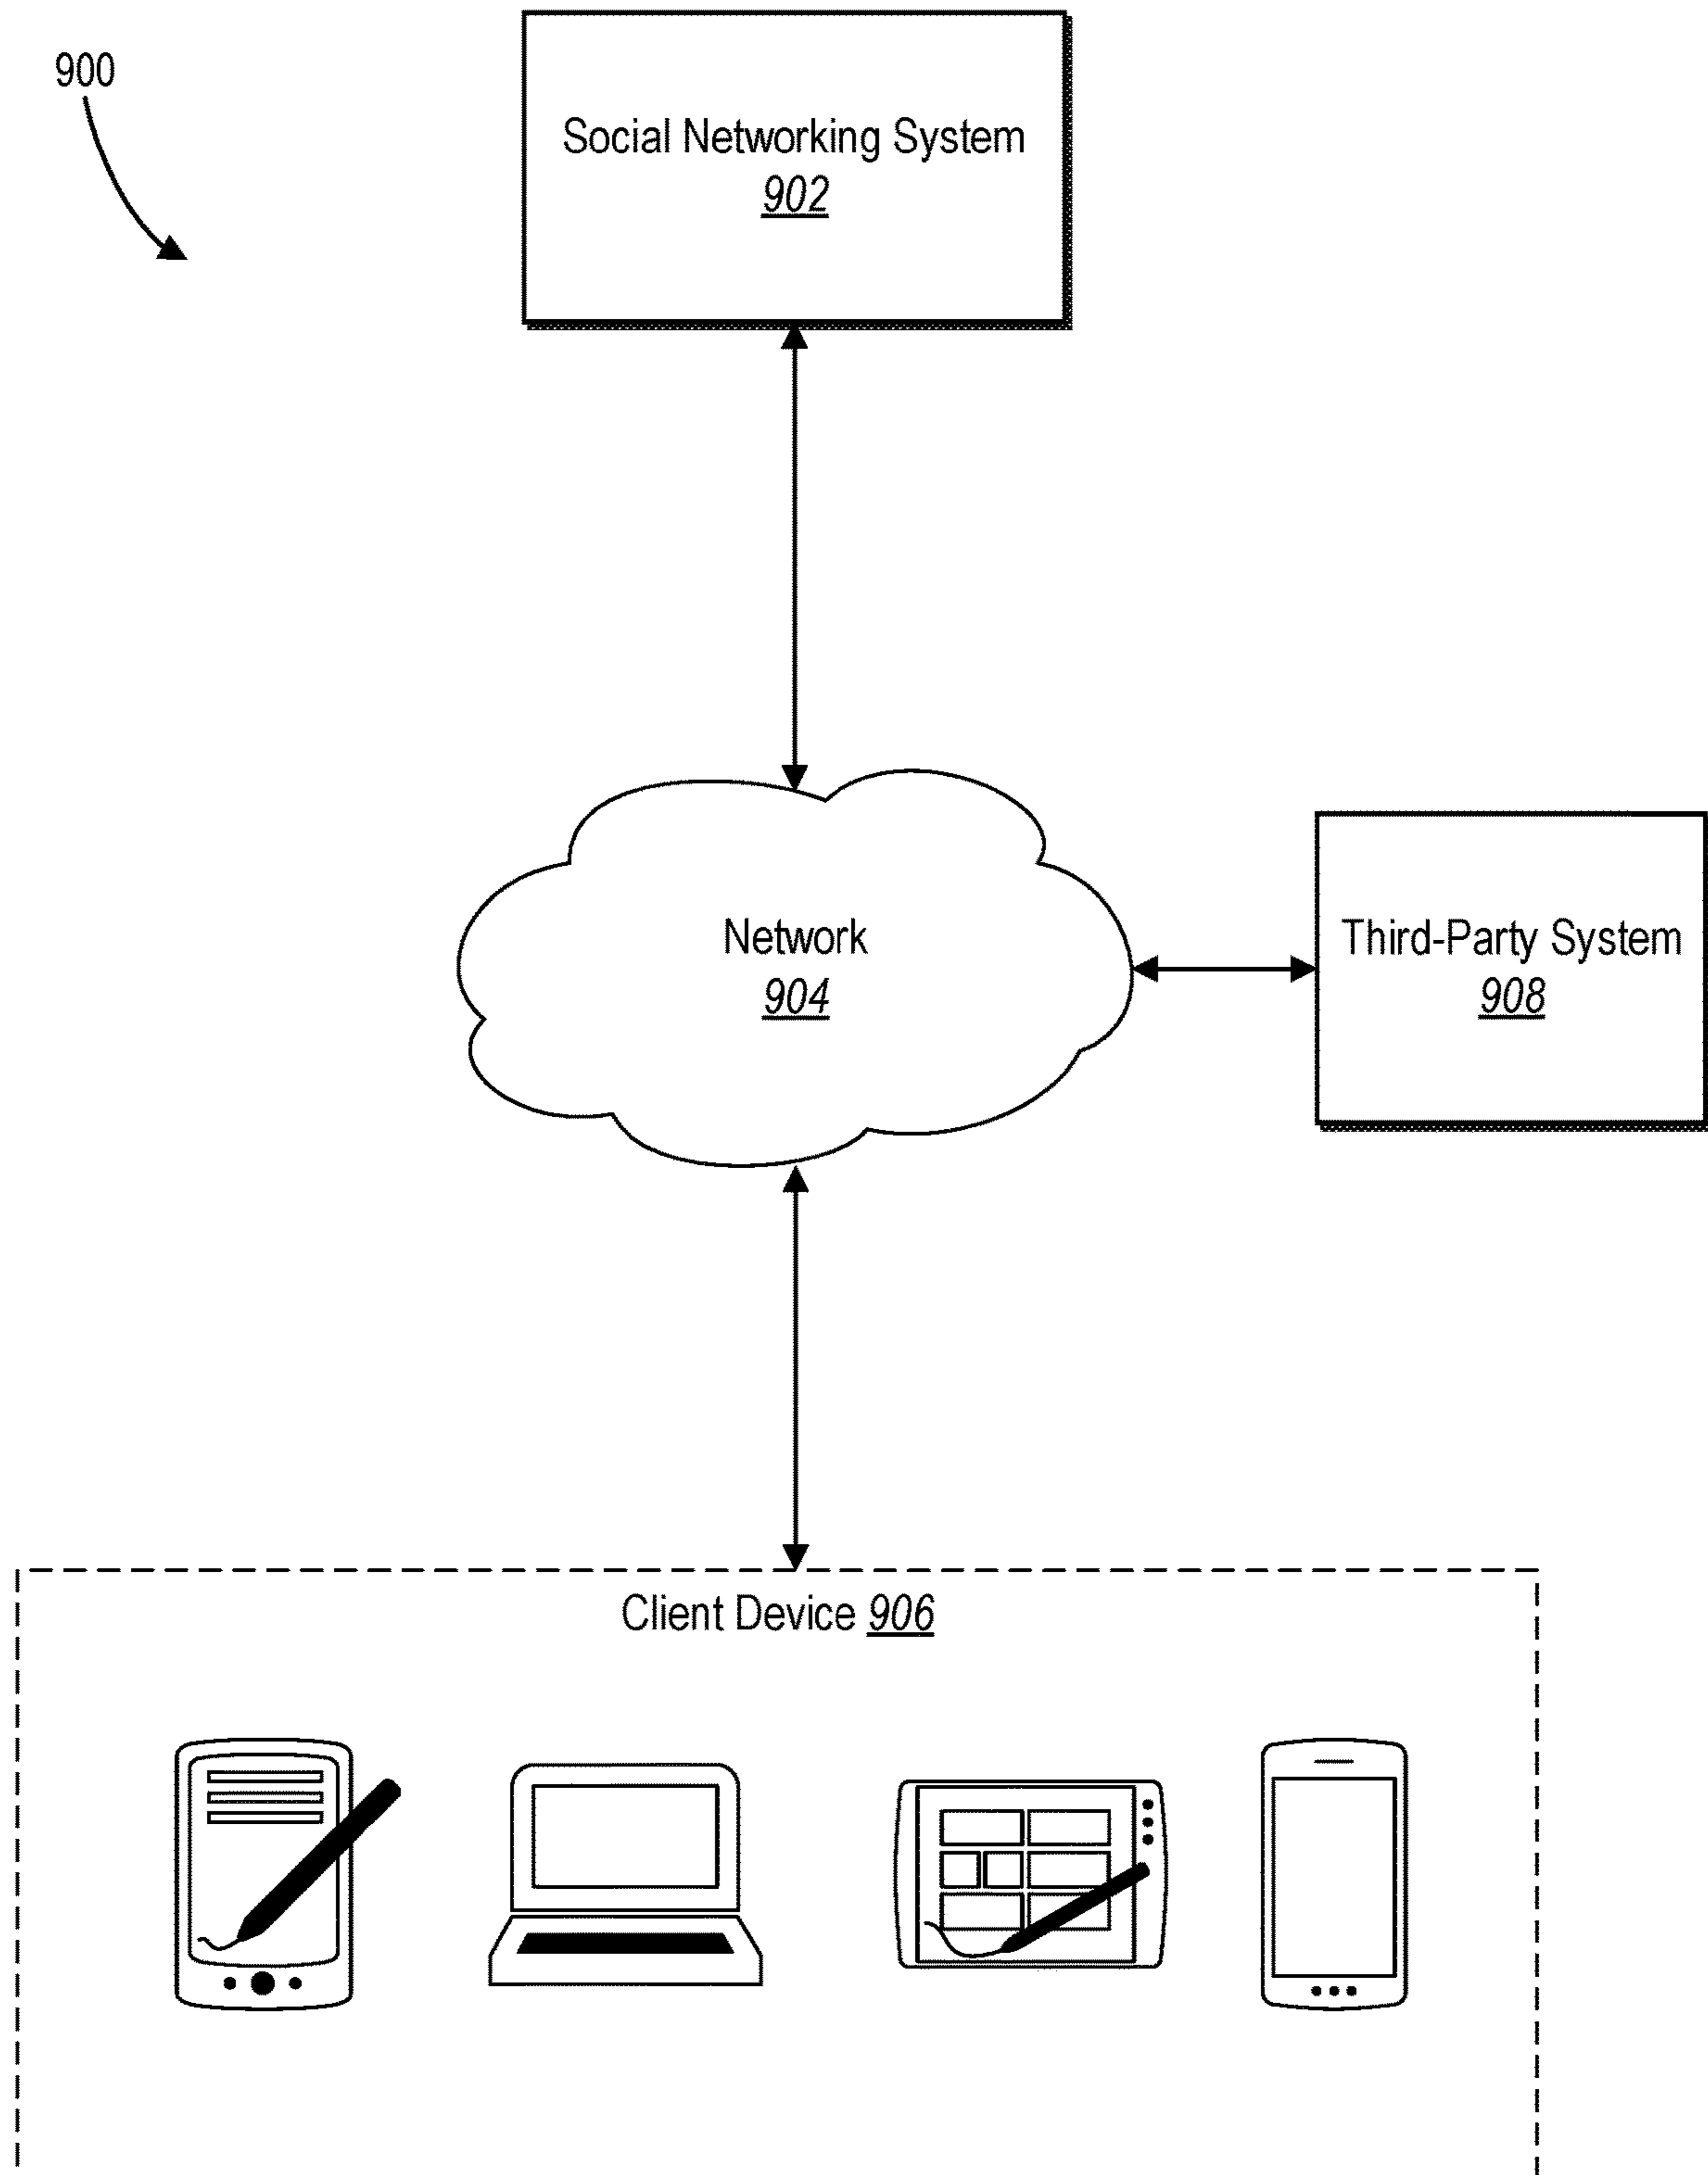 900
Social Networking System
902
Network
904
Third-Party System
908
Client Device 906